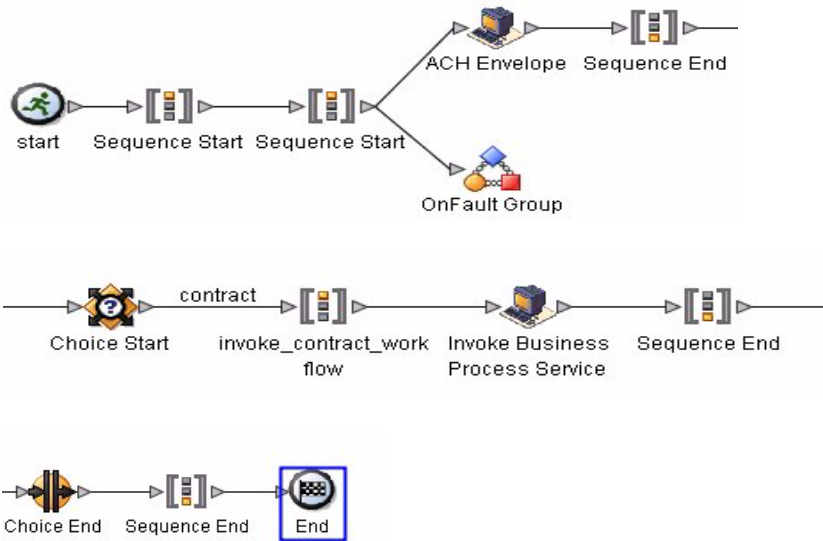 ACH Envelope
Sequence End
start
Sequence Start
Sequence Start
OnFault Group
contract
Choice Start
invoke_contract_work
flow
Invoke Business
Process Service
Sequence End
Choice End
Sequence End
End